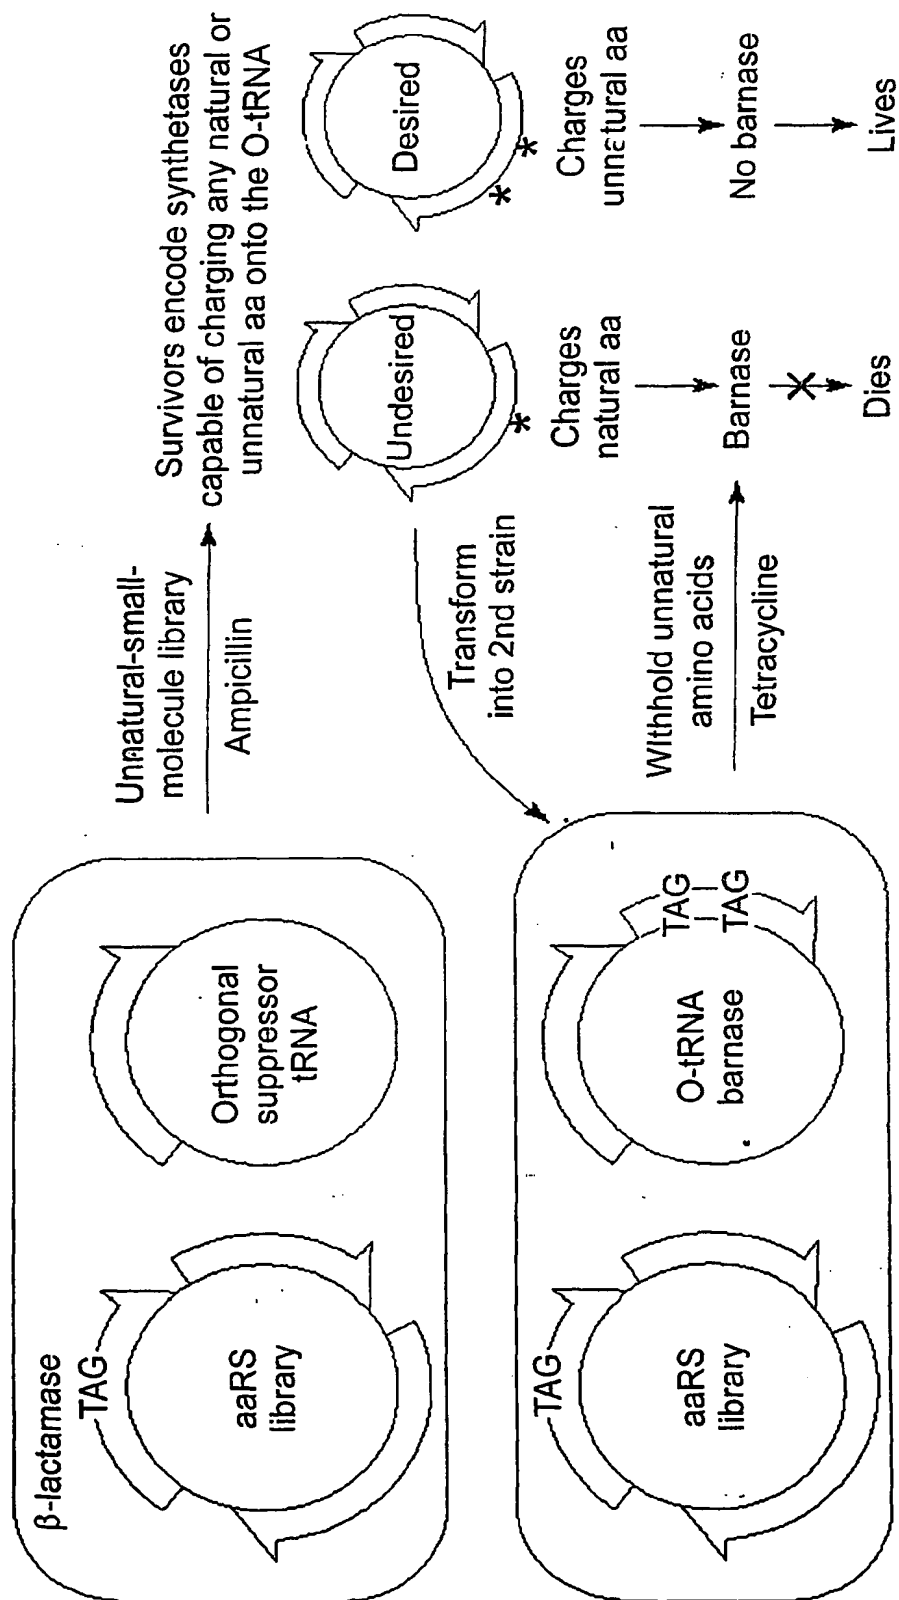 β-lactamase
TAG
aaRS
library
Orthogonal
suppressor
tRNA
Unnatural-small-
molecule library
Ampicillin
Survivors encode synthetases
capable of charging any natural or
unnatural aa onto the O-tRNA
Undesired
*
Desired
*
*
Transform
into 2nd strain
TAG
aaRS
library
O-tRNA
barnase
TAG
TAG
Withhold unnatural
amino acids
Tetracycline
Charges
natural aa
Barnase
Dies
Charges
unnatural aa
No barnase
Lives